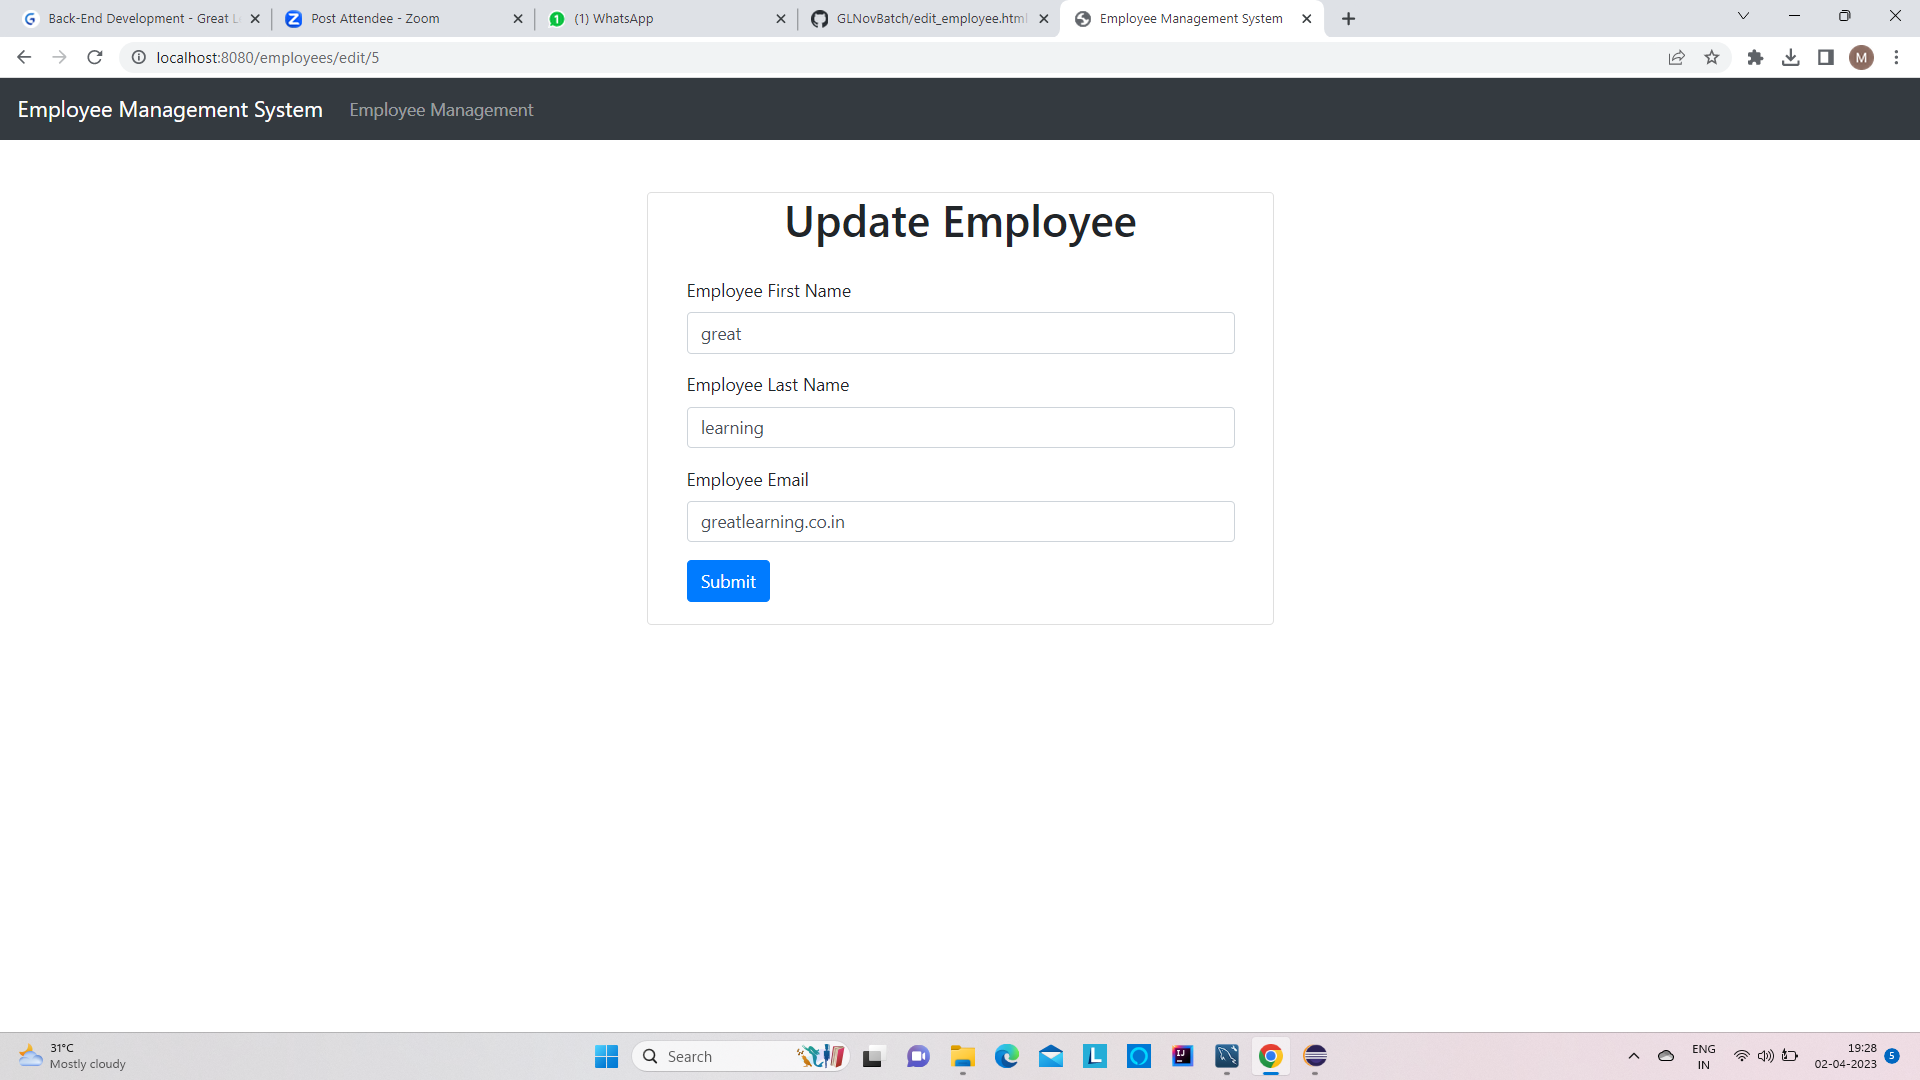 Back-End Development - Great L
Post Attendee - Zoom
(1) WhatsApp
GLNovBatch/edit_employee.html
Employee Management System
localhost:8080/employees/edit/5
M
Employee Management System
Employee Management
Update Employee
Employee First Name
great
Employee Last Name
learning
Employee Email
greatlearning.co.in
Submit
31°C
Mostly cloudy
Search
ENG
IN
19:28
02-04-2023
5